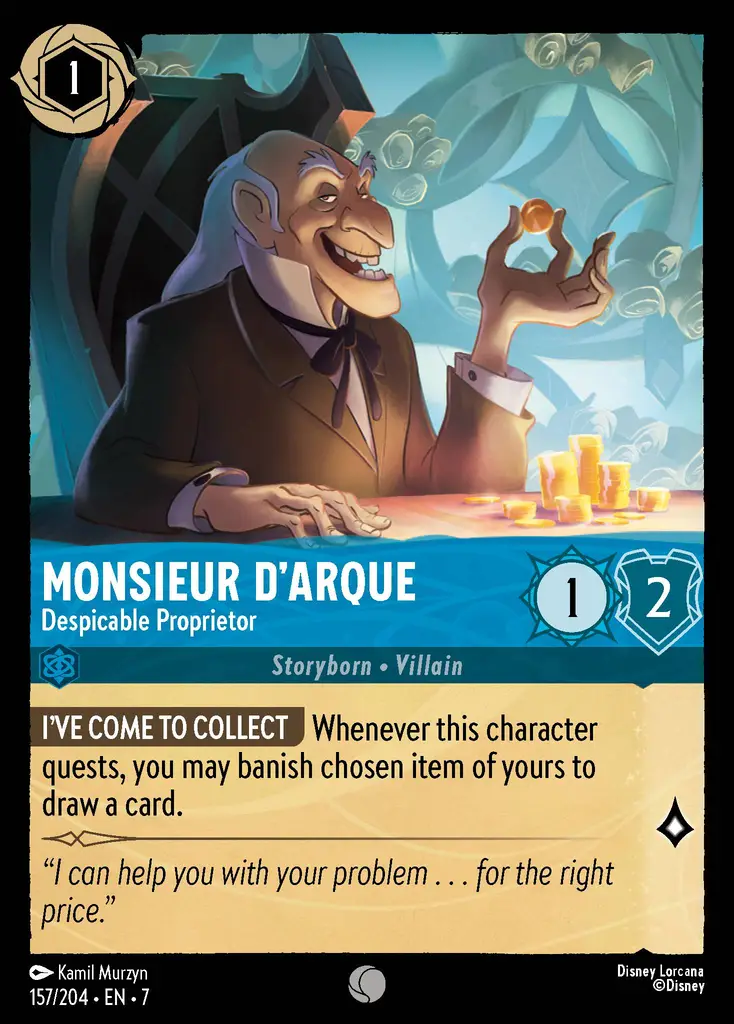 1
MONSIEUR D'ARQUE
Despicable Proprietor
1
2
Storyborn • Villain
I'VE COME TO COLLECT Whenever this character
quests, you may banish chosen item of yours to
draw a card.
“I can help you with your problem . . . for the right
price.”
Kamil Murzyn
157/204 • EN • 7
Disney Lorcana
©Disney